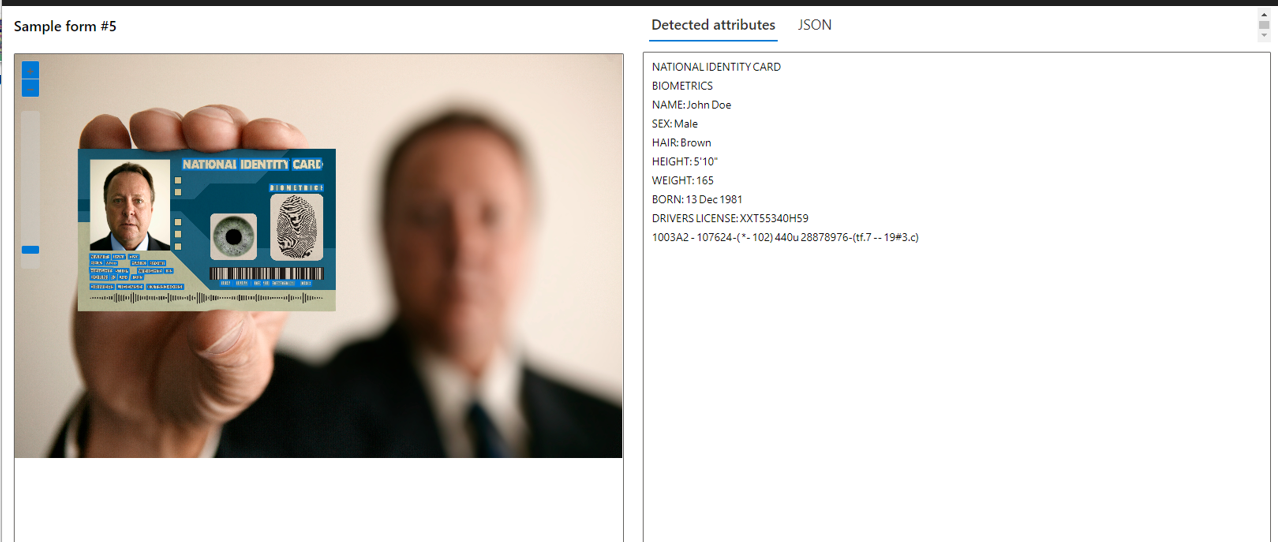 Sample form #5
NATIONAL IDENTITY CARD
BIOMETRICS
Detected attributes
JSON
NATIONAL IDENTITY CARD
BIOMETRICS
NAME: John Doe
SEX: Male
HAIR: Brown
HEIGHT: 5'10"
WEIGHT: 165
BORN: 13 Dec 1981
DRIVERS LICENSE: XXT55340H59
1003A2 - 107624-( *- 102) 440u 28878976-(tf.7 -- 19#3.c)